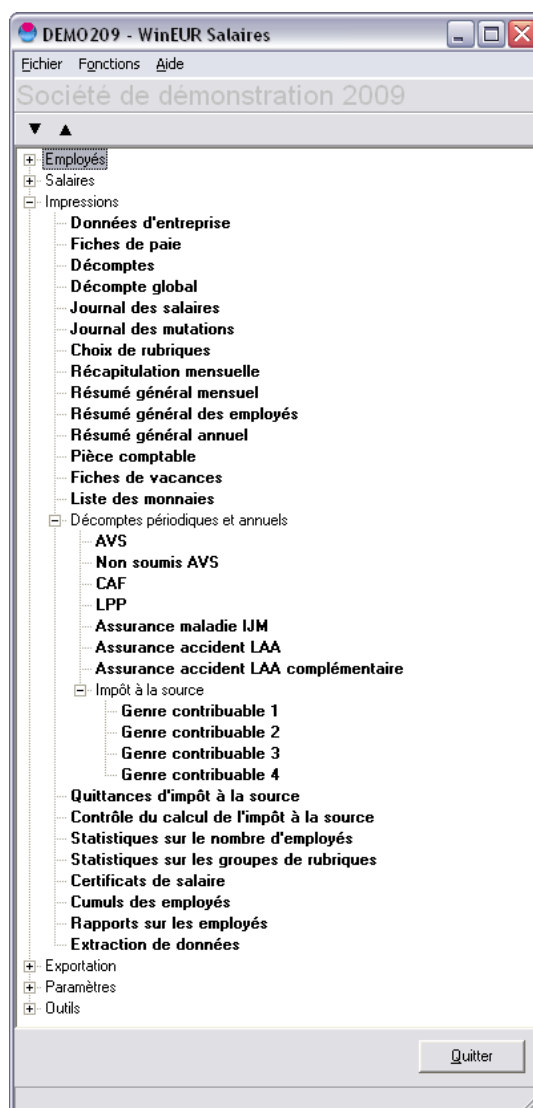 DEMO209 - WinEUR Salaires
Fichier Fonctions Aide
Société de démonstration 2009
Employés
Salaires
Impressions
Données d'entreprise
Fiches de paie
Décomptes
Décompte global
Journal des salaires
Journal des mutations
Choix de rubriques
Récapitulation mensuelle
Résumé général mensuel
Résumé général des employés
Résumé général annuel
Pièce comptable
Fiches de vacances
Liste des monnaies
Décomptes périodiques et annuels
AVS
Non soumis AVS
CAF
LPP
Assurance maladie IJM
Assurance accident LAA
Assurance accident LAA complémentaire
Impôt à la source
Genre contribuable 1
Genre contribuable 2
Genre contribuable 3
Genre contribuable 4
Quittances d'impôt à la source
Contrôle du calcul de l'impôt à la source
Statistiques sur le nombre d'employés
Statistiques sur les groupes de rubriques
Certificats de salaire
Cumuls des employés
Rapports sur les employés
Extraction de données
Exportation
Paramètres
Outils
Quitter